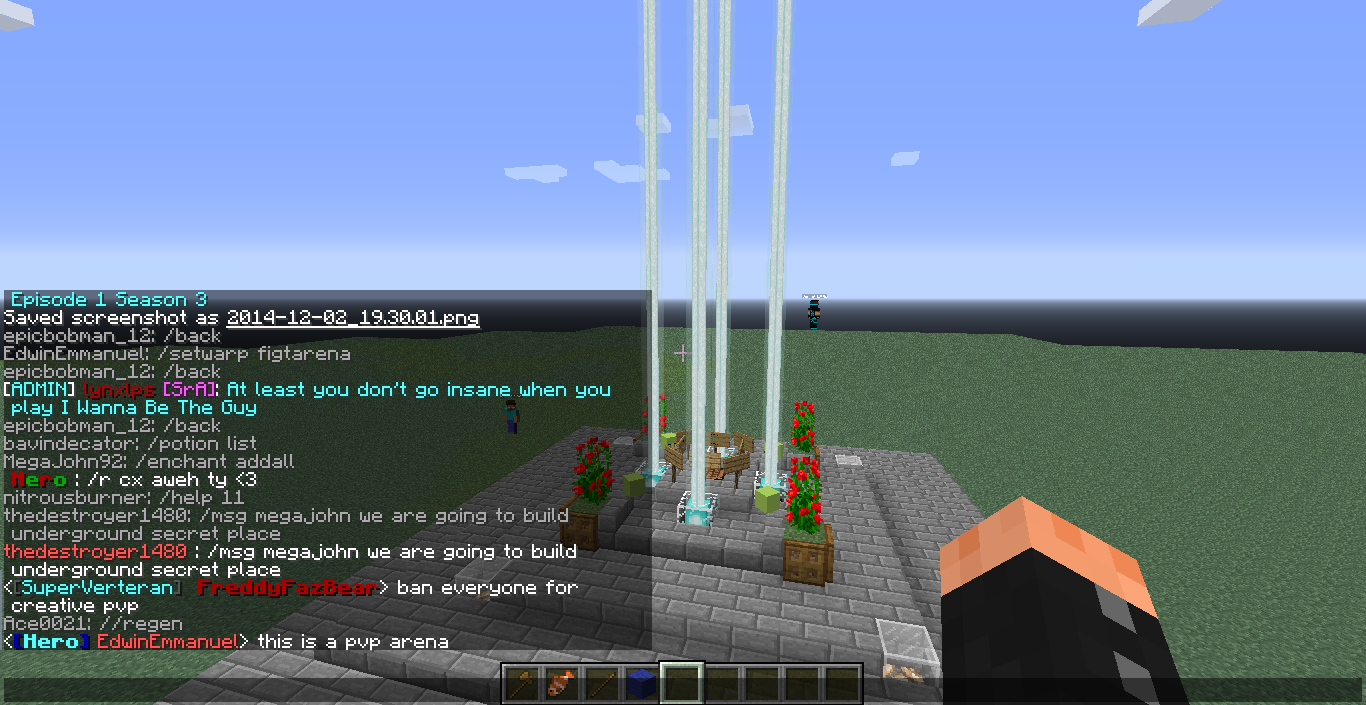 Episode 1 Season 3
Saved screenshot as 2014-12-02_19.30.01.png
epicbobman_12: /back
EdwinEmmanuel: /setwarp figtarena
epicbobman_12: /back
[ADMIN] lynxlps [SrA]: At least you don't go insane when you
play I Wanna Be The Guy
epicbobman_12: /back
bavindecator: /potion list
MegaJohn92: /enchant addall
Nero : /r cx aweh ty <3
nitrousburner: /help 11
thedestroyer1480: /msg megajohn we are going to build
underground secret place
thedestroyer1480 : /msg megajohn we are going to build
underground secret place
<[SuperVerteran] FreddyFazBear> ban everyone for
creative pvp
Ace0021: //regen
<[Hero] EdwinEmmanuel> this is a pvp arena